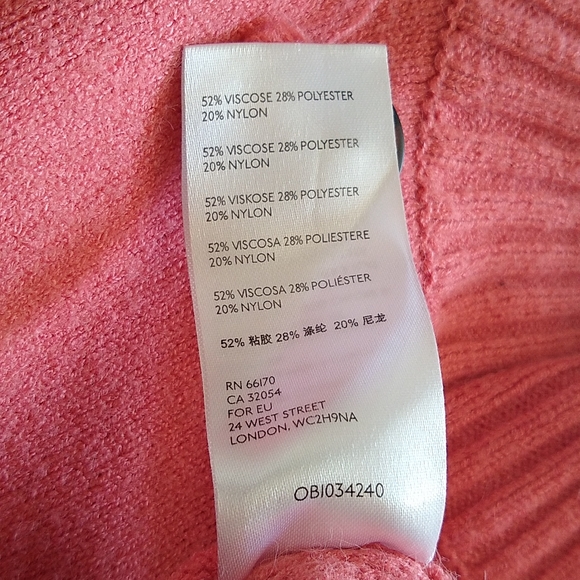 52% VISCOSE 28% POLYESTER
20% NYLON
52% VISCOSE 28% POLYESTER
20% NYLON
52% VISKOSE 28% POLYESTER
20% NYLON
52% VISCOSA 28% POLIESTERE
20% NYLON
52% VISCOSA 28% POLIÉSTER
20% NYLON
52% 粘胶 28% 涤纶 20% 尼龙
RN 66170
CA 32054
FOR EU
24 WEST STREET
LONDON, WC2H9NA
OB1034240